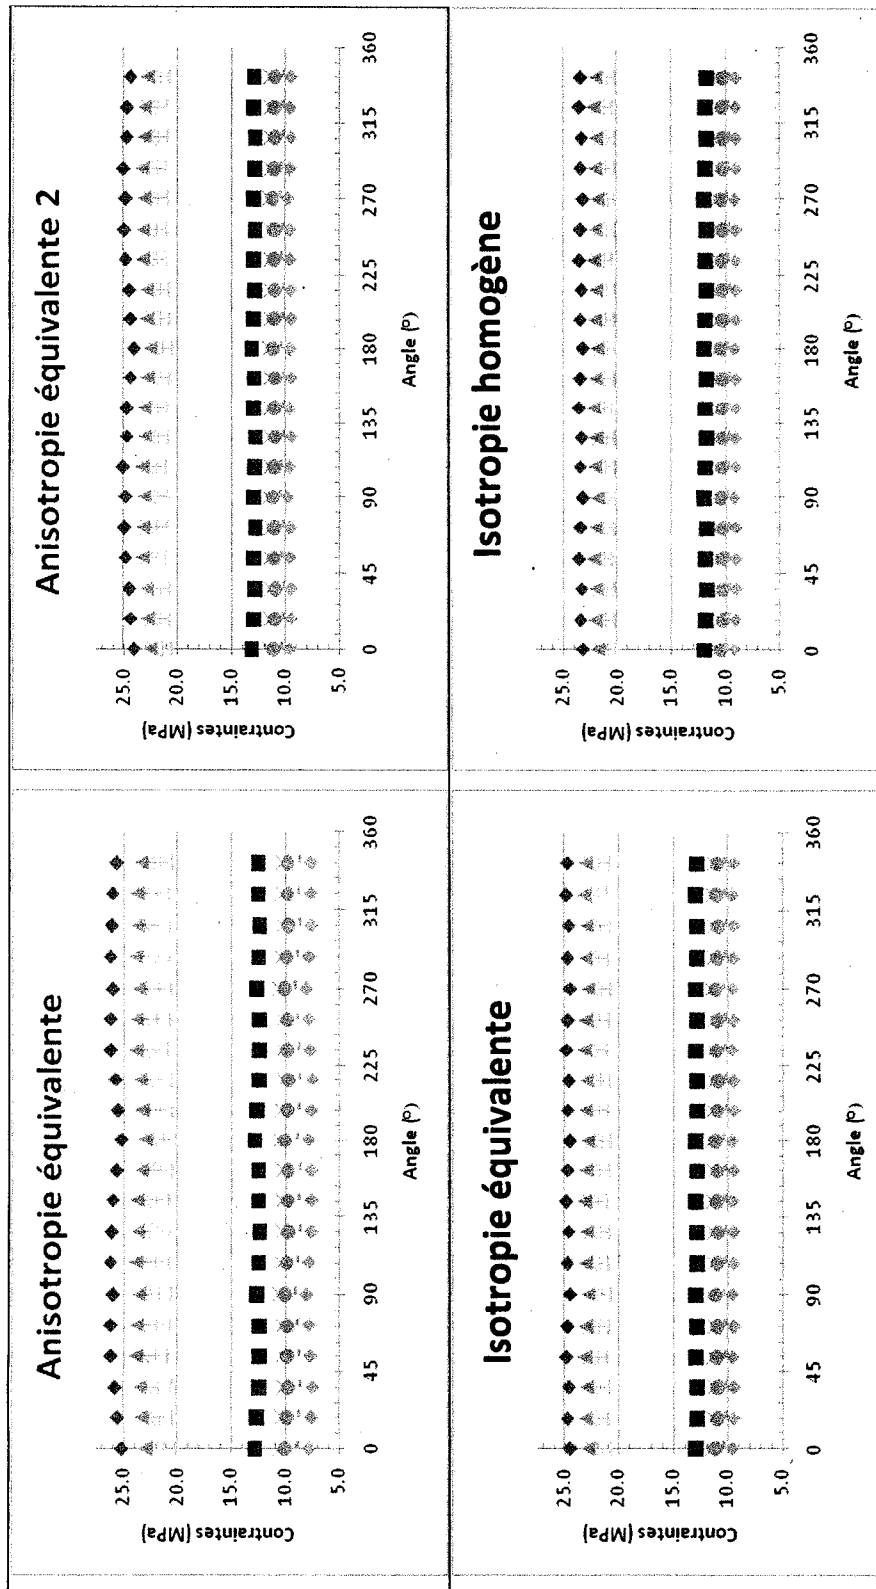 Anisotropie équivalente
Contraintes (MPa)
25.0
20.0
15.0
10.0
5.0
0 45 90 135 180 225 270 315 360
Angle (°)
Anisotropie équivalente 2
Contraintes (MPa)
25.0
20.0
15.0
10.0
5.0
0 45 90 135 180 225 270 315 360
Angle (°)
Isotropie équivalente
Contraintes (MPa)
25.0
20.0
15.0
10.0
5.0
0 45 90 135 180 225 270 315 360
Angle (°)
Isotropie homogène
Contraintes (MPa)
25.0
20.0
15.0
10.0
5.0
0 45 90 135 180 225 270 315 360
Angle (°)